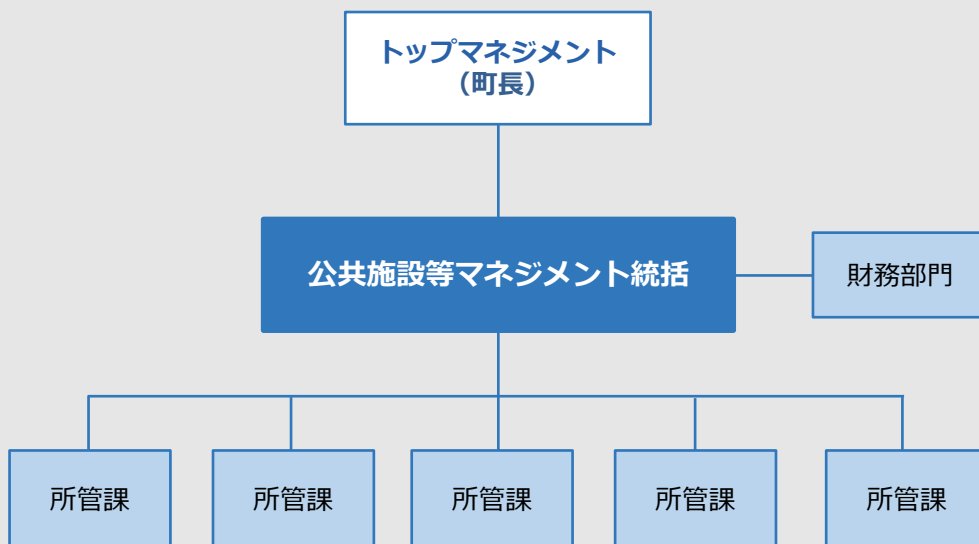 トップマネジメント
（町長）
公共施設等マネジメント統括
財務部門
所管課
所管課
所管課
所管課
所管課